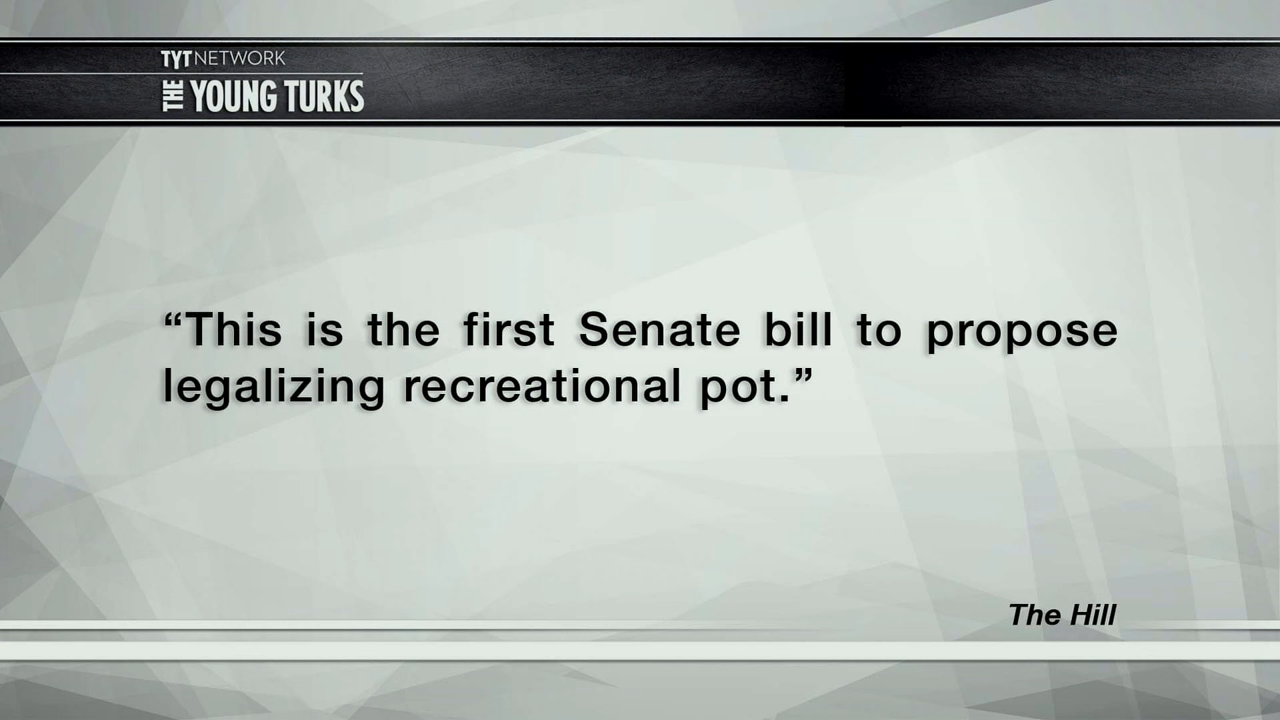 TYTNETWORK
THE YOUNG TURKS
“This is the first Senate bill to propose
legalizing recreational pot.”
The Hill